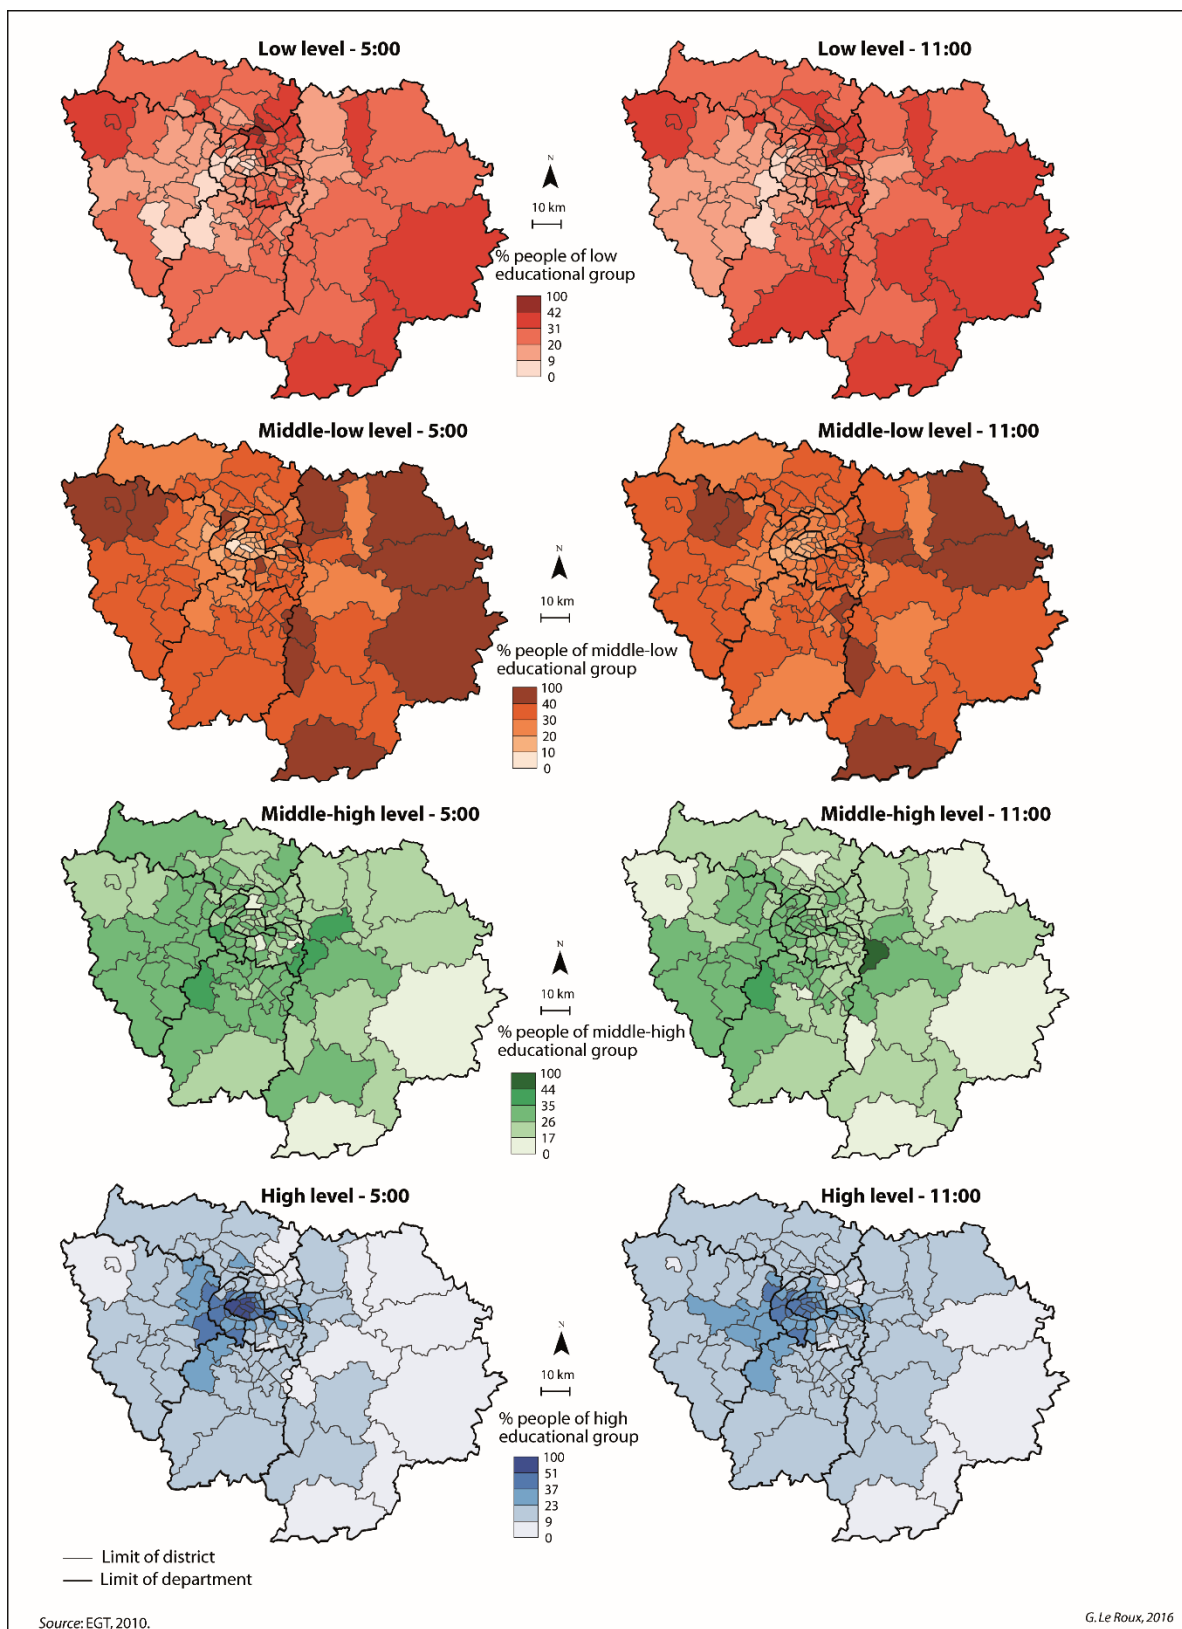 Low level - 5:00
Low level - 11:00
N
10 km
% people of low
educational group
100
42
31
20
9
0
Middle-low level - 5:00
Middle-low level - 11:00
N
10 km
% people of middle-low
educational group
100
40
30
20
10
0
Middle-high level - 5:00
Middle-high level - 11:00
N
10 km
% people of middle-high
educational group
100
44
35
26
17
0
High level - 5:00
High level - 11:00
N
10 km
% people of high
educational group
100
51
37
23
9
0
Limit of district
Limit of department
Source: EGT, 2010.
G. Le Roux, 2016